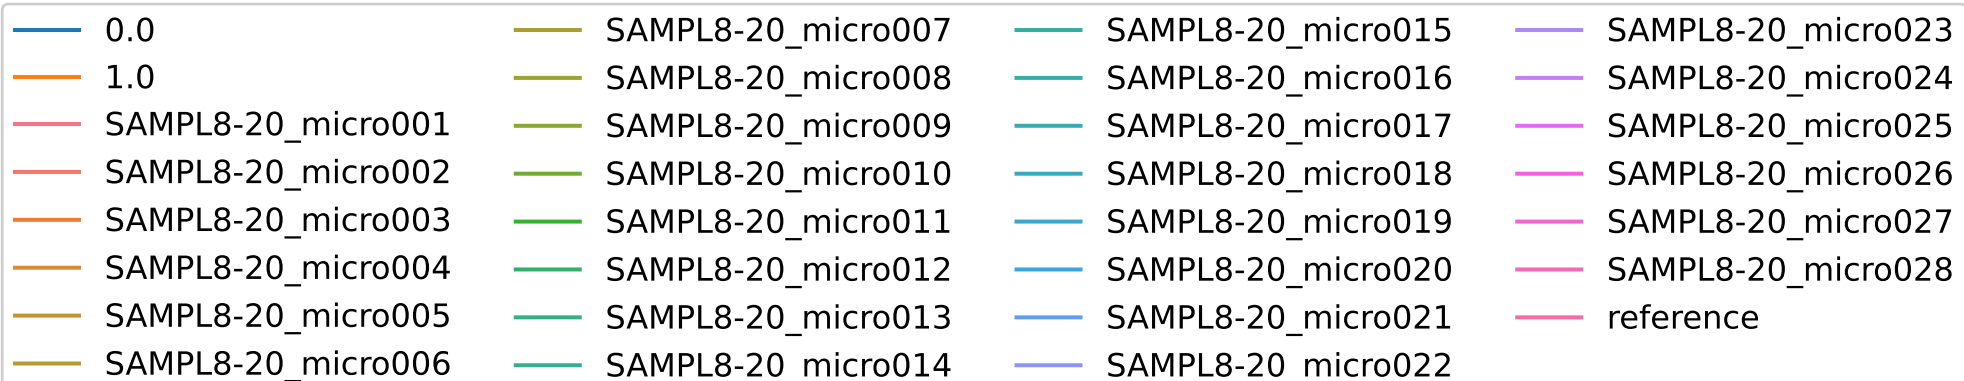 0.0
1.0
SAMPL8-20_micro001
SAMPL8-20_micro002
SAMPL8-20_micro003
SAMPL8-20_micro004
SAMPL8-20_micro005
SAMPL8-20_micro006
SAMPL8-20_micro007
SAMPL8-20_micro008
SAMPL8-20_micro009
SAMPL8-20_micro010
SAMPL8-20_micro011
SAMPL8-20_micro012
SAMPL8-20_micro013
SAMPL8-20_micro014
SAMPL8-20_micro015
SAMPL8-20_micro016
SAMPL8-20_micro017
SAMPL8-20_micro018
SAMPL8-20_micro019
SAMPL8-20_micro020
SAMPL8-20_micro021
SAMPL8-20_micro022
SAMPL8-20_micro023
SAMPL8-20_micro024
SAMPL8-20_micro025
SAMPL8-20_micro026
SAMPL8-20_micro027
SAMPL8-20_micro028
reference